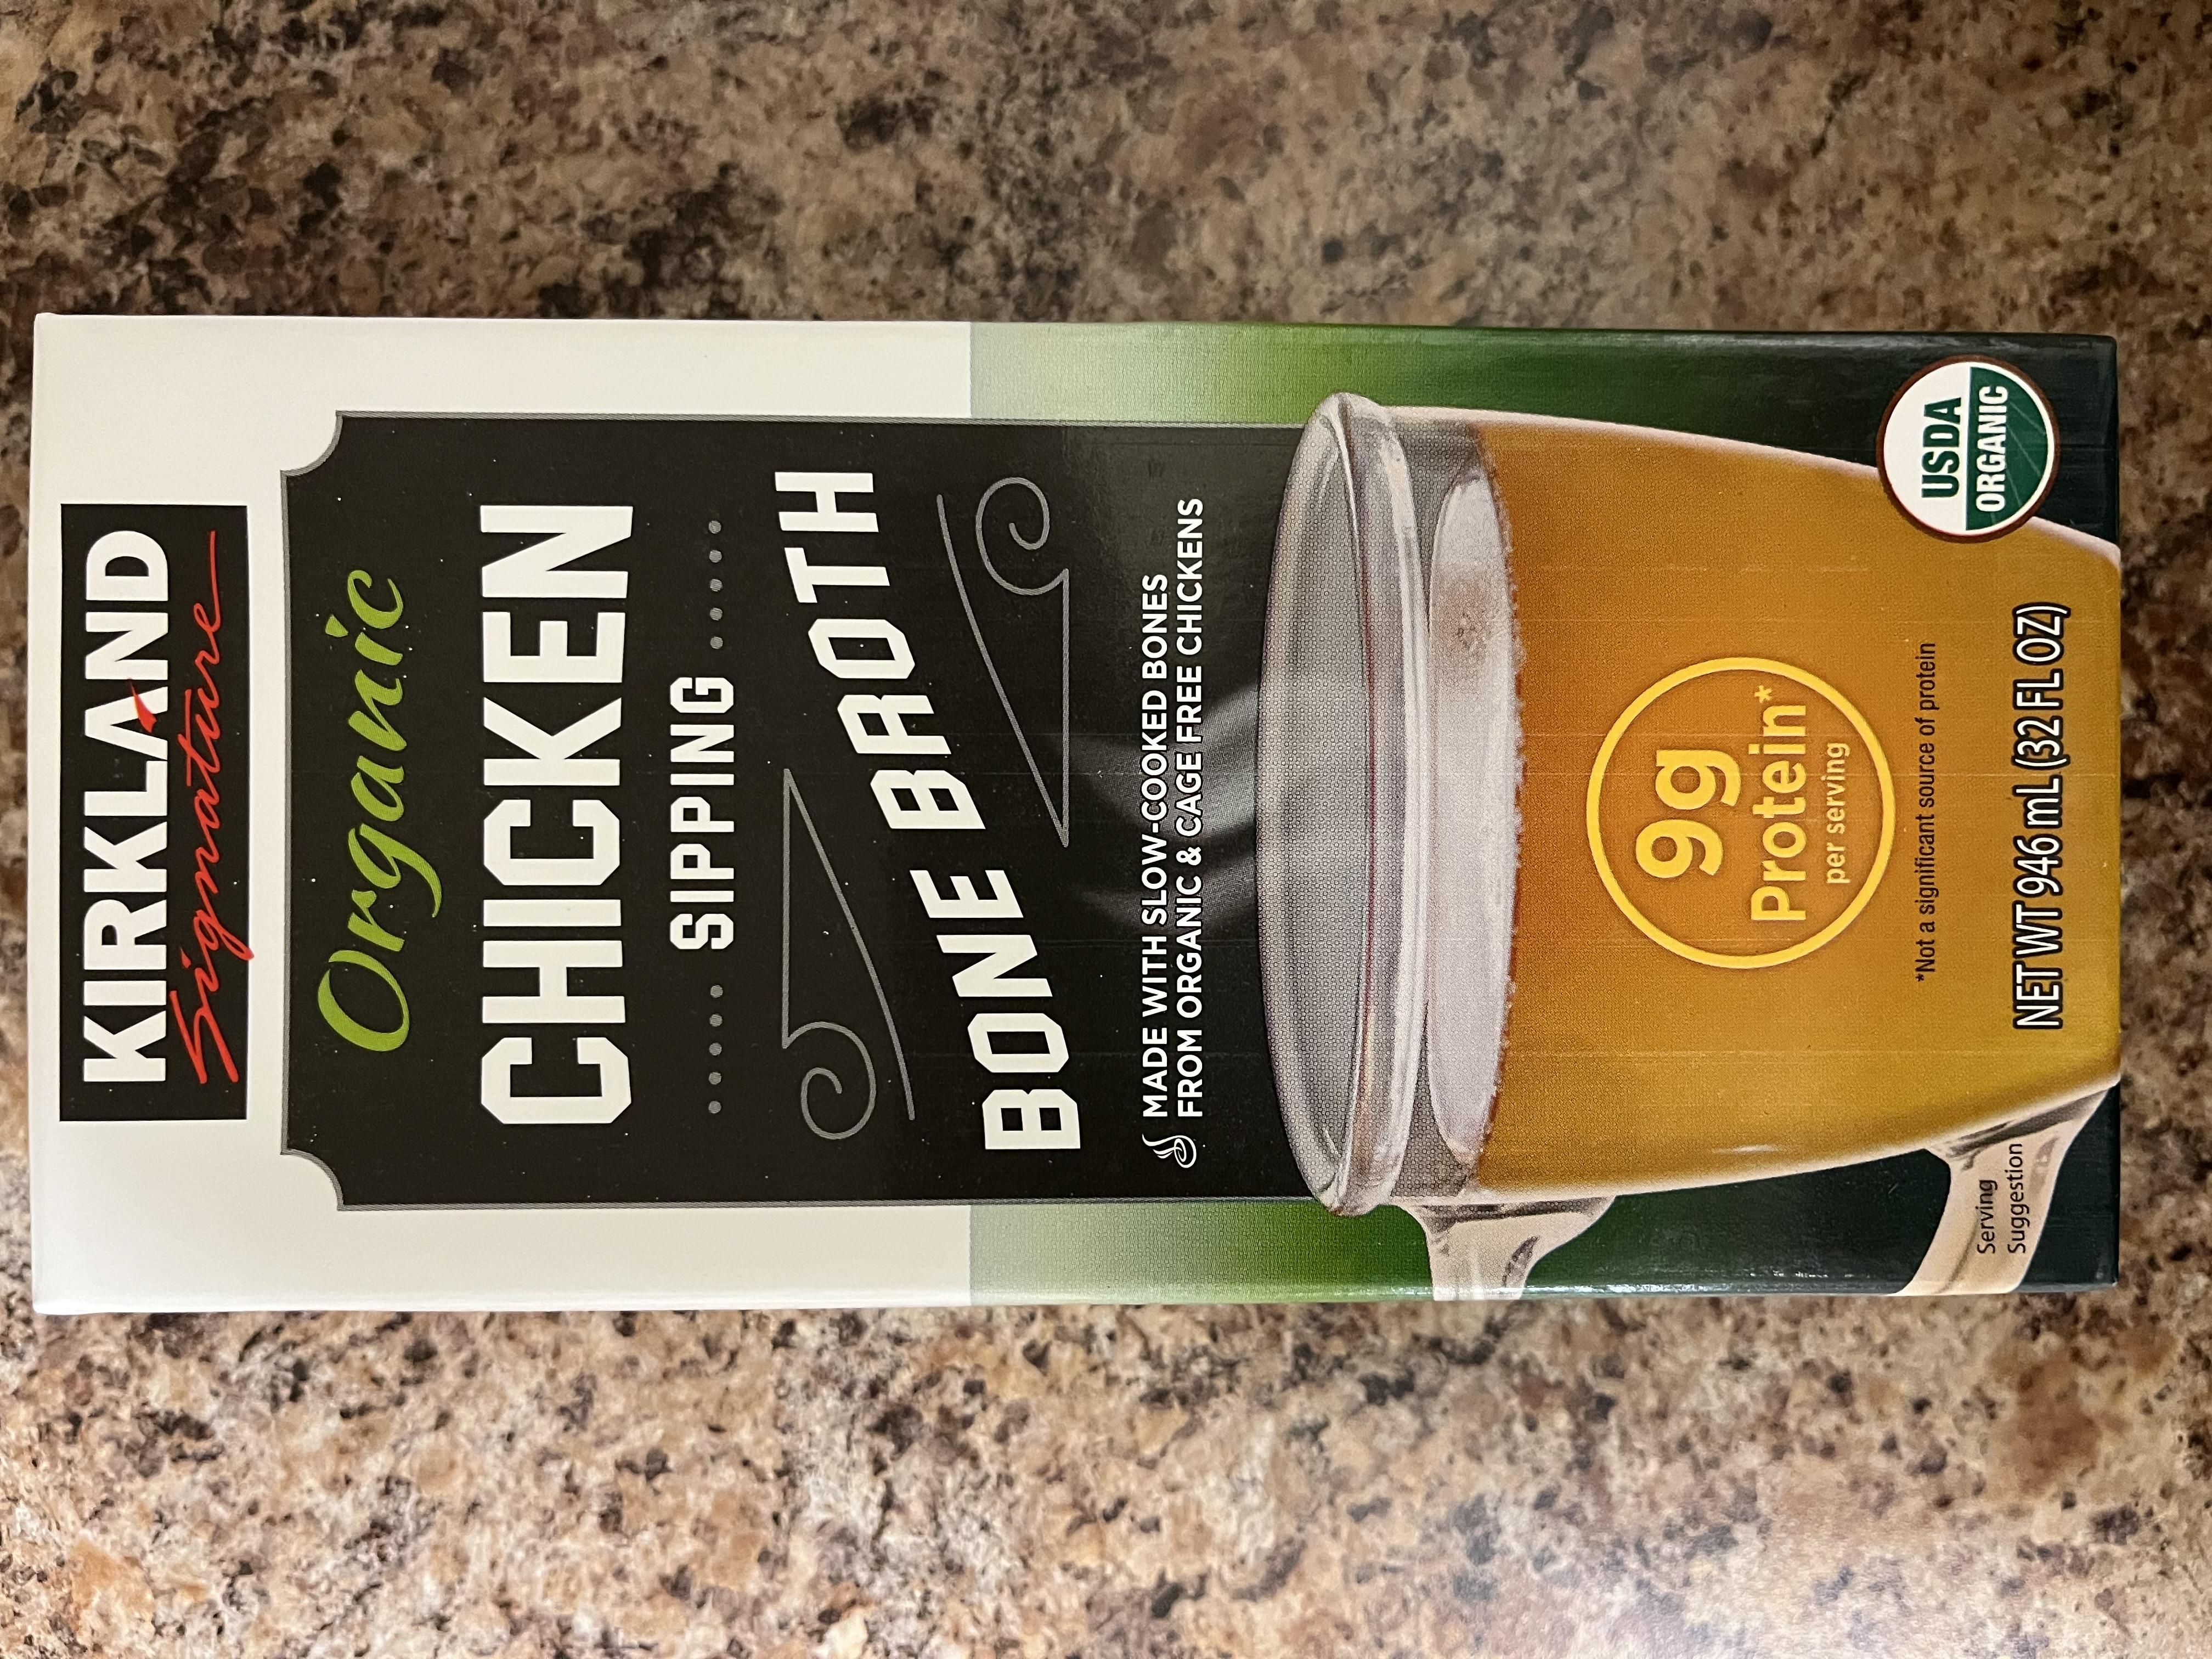 KIRKLAND
Signature
Organic
CHICKEN
SIPPING
BONE BROTH
MADE WITH SLOW-COOKED BONES
FROM ORGANIC & CAGE FREE CHICKENS
9g
Protein*
per serving
*Not a significant source of protein
NET WT 946 mL (32 FL OZ)
USDA
ORGANIC
Serving
Suggestion